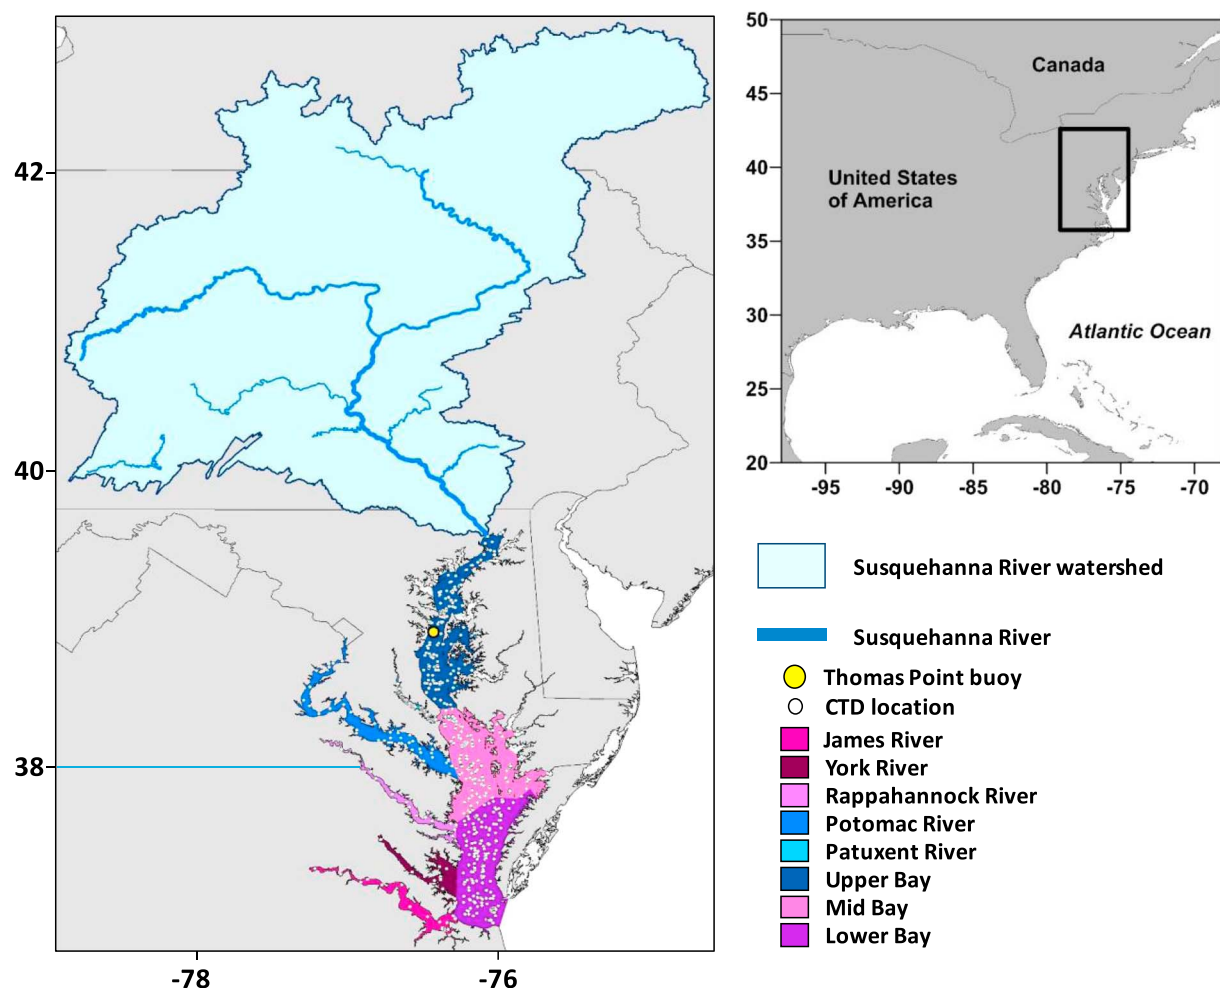 42
40
38
-78
-76
50
45
40
35
30
25
20
-95
-90
-85
-80
-75
-70
Canada
United States
of America
Atlantic Ocean
Susquehanna River watershed
Susquehanna River
Thomas Point buoy
CTD location
James River
York River
Rappahannock River
Potomac River
Patuxent River
Upper Bay
Mid Bay
Lower Bay